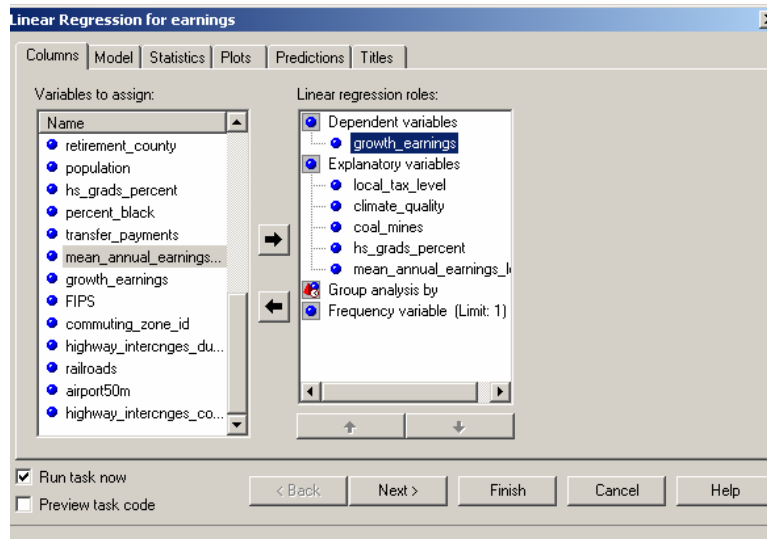 Linear Regression for earnings
Columns Model Statistics Plots Predictions Titles
Variables to assign:
Name
retirement_county
population
hs_grads_percent
percent_black
transfer_payments
mean_annual_earnings...
growth_earnings
FIPS
commuting_zone_id
highway_intercnges_du...
railroads
airport50m
highway_intercnges_co...
Linear regression roles:
Dependent variables
growth_earnings
Explanatory variables
local_tax_level
climate_quality
coal_mines
hs_grads_percent
mean_annual_earnings_l
Group analysis by
Frequency variable (Limit: 1)
Run task now
Preview task code
< Back Next > Finish Cancel Help